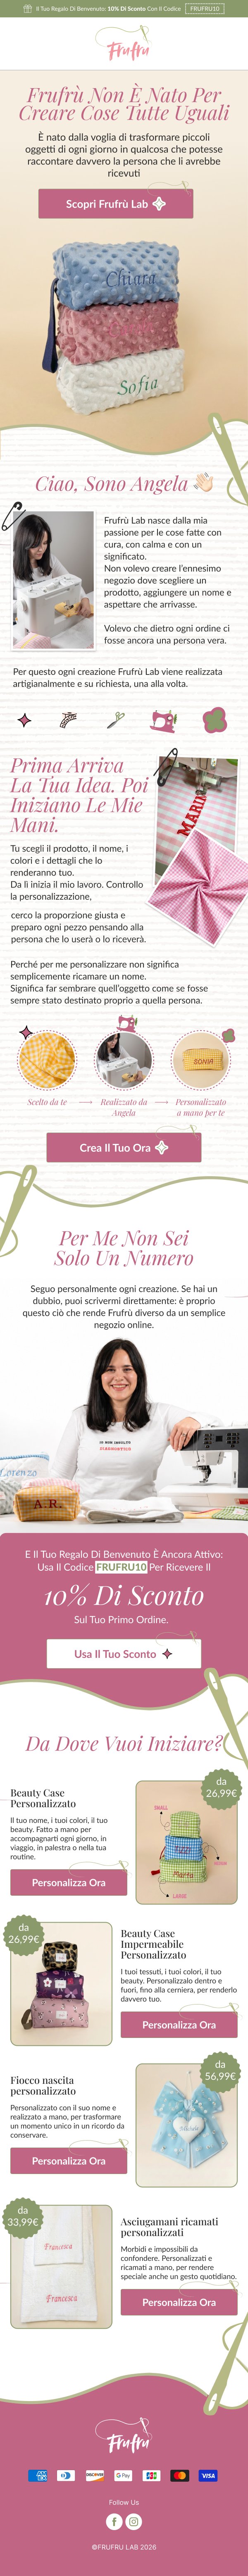 Il Tuo Regalo Di Benvenuto: 10% Di Sconto Con Il Codice FRUFRU10
Frufru
Frufrù Non È Nato Per
Creare Cose Tutte Uguali
È nato dalla voglia di trasformare piccoli
oggetti di ogni giorno in qualcosa che potesse
raccontare davvero la persona che li avrebbe
ricevuti
Scopri Frufrù Lab
Chiara
Sofia
Ciao, Sono Angela
Frufrù Lab nasce dalla mia
passione per le cose fatte con
cura, con calma e con un
significato.
Non volevo creare l'ennesimo
negozio dove scegliere un
prodotto, aggiungere un nome e
aspettare che arrivasse.
Volevo che dietro ogni ordine ci
fosse ancora una persona vera.
Per questo ogni creazione Frufrù Lab viene realizzata
artigianalmente e su richiesta, una alla volta.
Prima Arriva
La Tua Idea. Poi
Iniziano Le Mie
Mani.
MARIN
Tu scegli il prodotto, il nome, i
colori e i dettagli che lo
renderanno tuo.
Da lì inizia il mio lavoro. Controllo
la personalizzazione,
cerco la proporzione giusta e
preparo ogni pezzo pensando alla
persona che lo userà o lo riceverà.
Perché per me personalizzare non significa
semplicemente ricamare un nome.
Significa far sembrare quell'oggetto come se fosse
sempre stato destinato proprio a quella persona.
SONIA
Scelto da te
Realizzato da
Angela
Personalizzato
a mano per te
Crea Il Tuo Ora
Per Me Non Sei
Solo Un Numero
Seguo personalmente ogni creazione. Se hai un
dubbio, puoi scrivermi direttamente: è proprio
questo ciò che rende Frufrù diverso da un semplice
negozio online.
Lorenzo
A.R.
E Il Tuo Regalo Di Benvenuto È Ancora Attivo:
Usa Il Codice FRUFRU10 Per Ricevere Il
10% Di Sconto
Sul Tuo Primo Ordine.
Usa Il Tuo Sconto
Da Dove Vuoi Iniziare?
da
26,99€
Beauty Case
Personalizzato
Il tuo nome, i tuoi colori, il tuo
beauty. Fatto a mano per
accompagnarti ogni giorno, in
viaggio, in palestra o nella tua
routine.
Personalizza Ora
SMALL
LARGE
da
26,99€
Beauty Case
Impermeabile
Personalizzato
I tuoi tessuti, i tuoi colori, il tuo
beauty. Personalizzalo dentro e
fuori, fino alla cerniera, per renderlo
davvero tuo.
Personalizza Ora
da
56,99€
Fiocco nascita
personalizzato
Personalizzato con il suo nome e
realizzato a mano, per trasformare
un momento unico in un ricordo da
conservare.
Personalizza Ora
da
33,99€
Francesca
Francesca
Asciugamani ricamati
personalizzati
Morbidi e impossibili da
confondere. Personalizzati e
ricamati a mano, per rendere
speciale anche un gesto quotidiano.
Personalizza Ora
Frufru
DISCOVER
G Pay
JCB
VISA
Follow Us
©FRUFRU LAB 2026